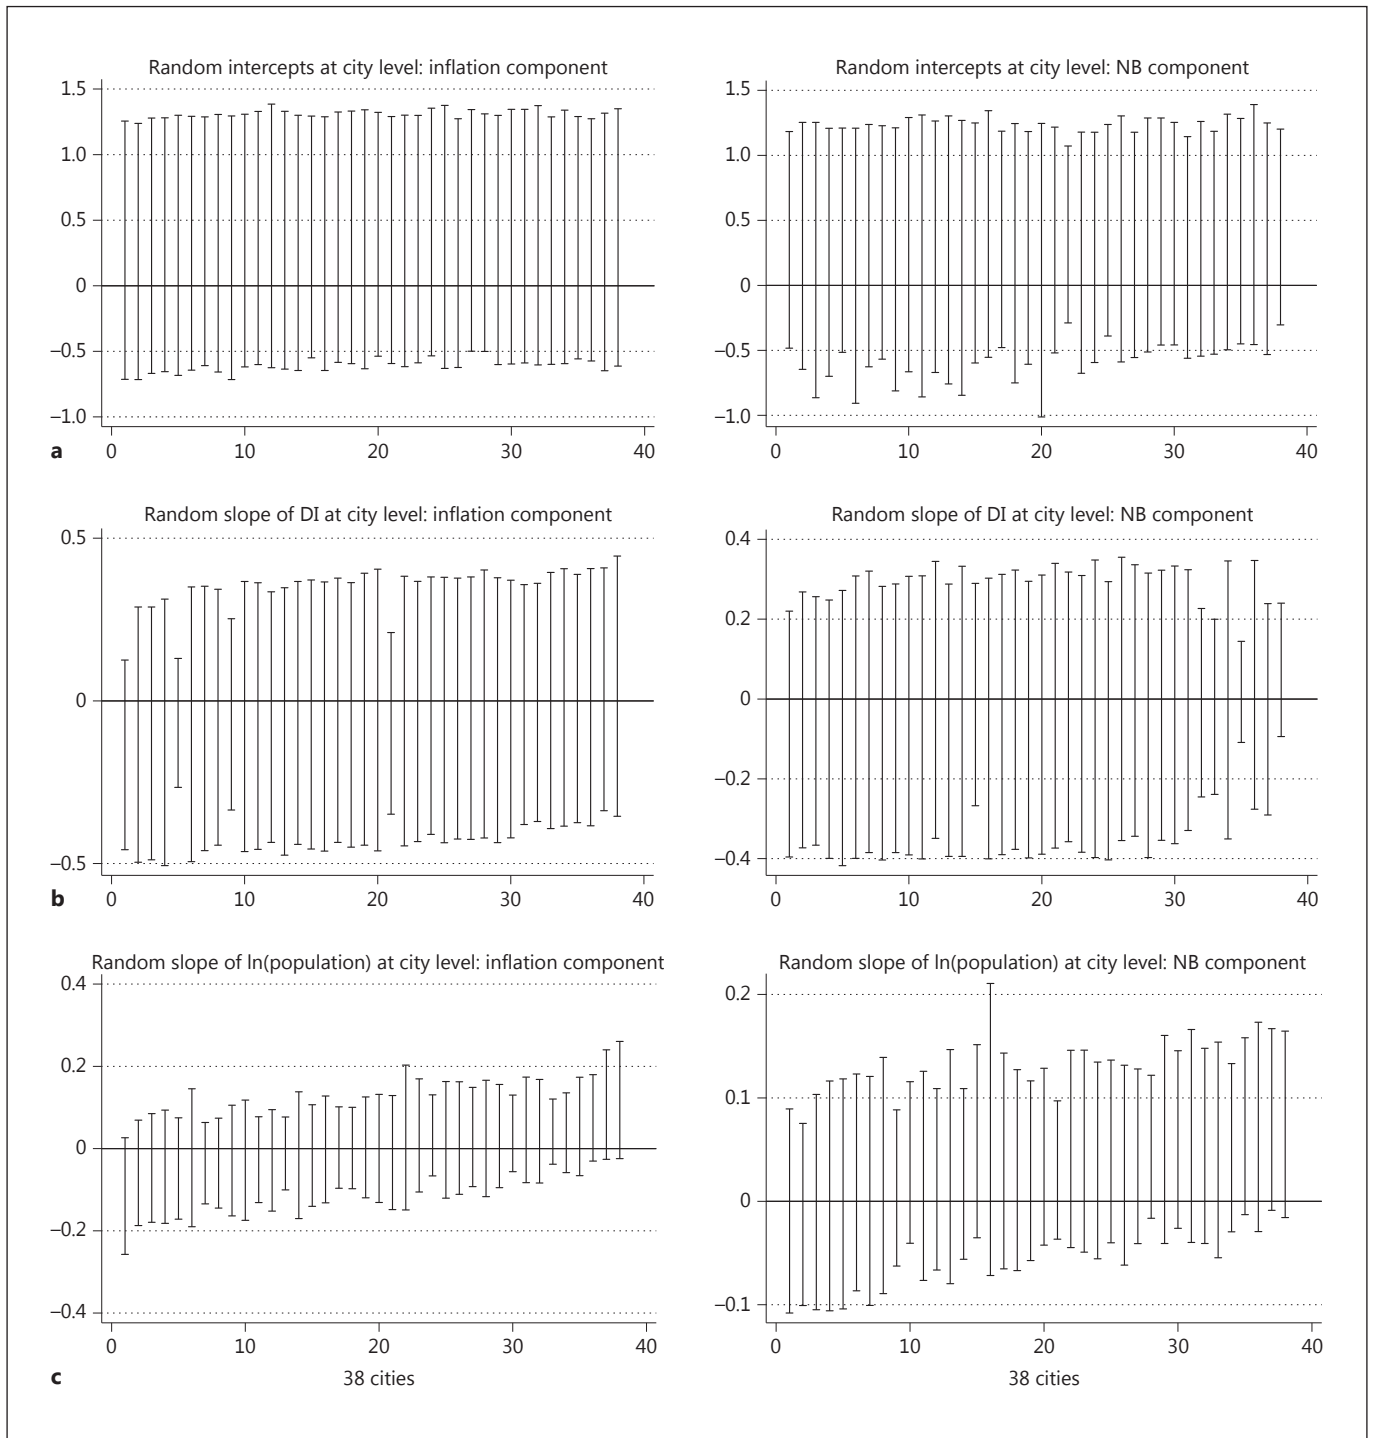 Random intercepts at city level: inflation component
1.5
1.0
0.5
0
–0.5
–1.0
0 10 20 30 40
a
Random intercepts at city level: NB component
1.5
1.0
0.5
0
–0.5
–1.0
0 10 20 30 40
Random slope of DI at city level: inflation component
0.5
0
–0.5
0 10 20 30 40
b
Random slope of DI at city level: NB component
0.4
0.2
0
–0.2
–0.4
0 10 20 30 40
Random slope of ln(population) at city level: inflation component
0.4
0.2
0
–0.2
–0.4
0 10 20 30 40
c
38 cities
Random slope of ln(population) at city level: NB component
0.2
0.1
0
–0.1
0 10 20 30 40
38 cities